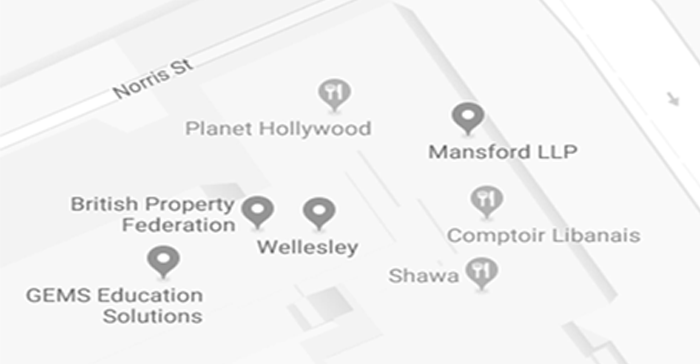 Norris St
Planet Hollywood
Mansford LLP
British Property
Federation
Wellesley
Comptoir Libanais
Shawa
GEMS Education
Solutions